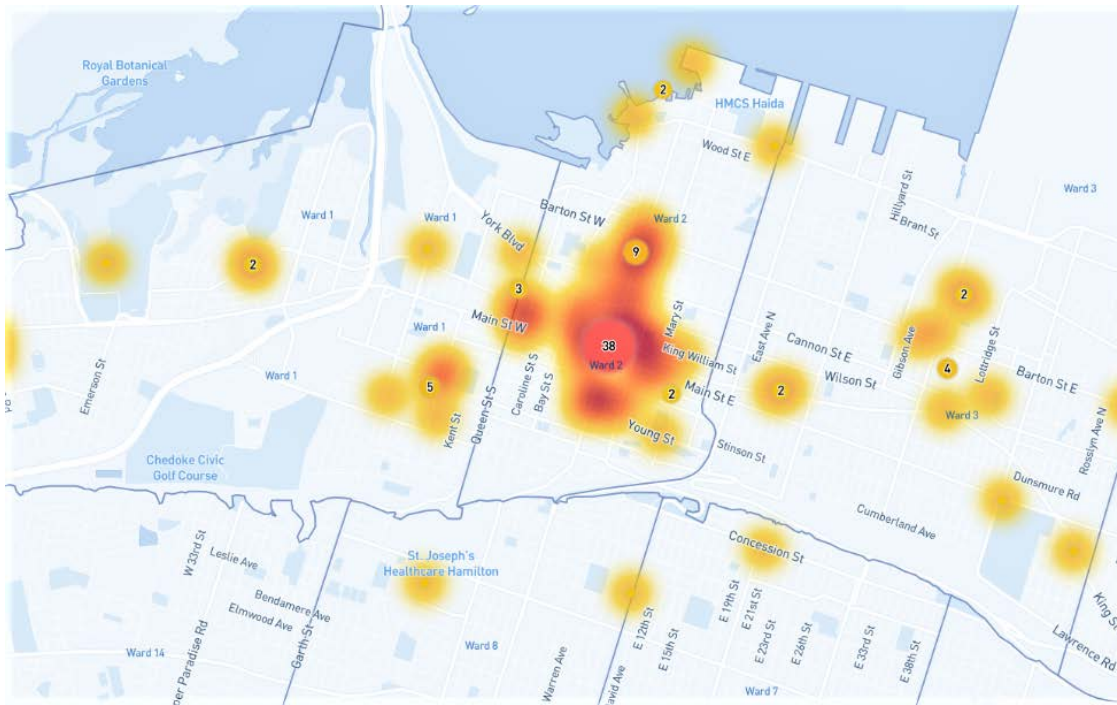 Royal Botanical
Gardens
2
HMCS Haida
Wood St E
Ward 3
Hillyard St
Brant St
Ward 1
Ward 1
York Blvd
Barton St W
Ward 2
9
2
3
Main St W
Ward 1
38
Ward 2
Mary St
King William St
East Ave N
Cannon St E
Wilson St
Gibson Ave
2
Lottridge St
4
Barton St E
Emerson St
Ward 1
5
Kent St
Queen St S
Caroline St S
Bay St S
2
Main St E
2
Ward 3
Rosslyn Ave N
Young St
Stinson St
Chedoke Civic
Golf Course
Dunsmure Rd
Cumberland Ave
Concession St
W 33rd St
Leslie Ave
St. Joseph's
Healthcare Hamilton
Bendamere Ave
Elmwood Ave
Garth St
E 12th St
E 15th St
E 19th St
E 21st St
E 23rd St
E 26th St
E 33rd St
E 38th St
King St
Lawrence Rd
Ward 14
per Paradise Rd
Ward 8
Warren Ave
avid Ave
Ward 7